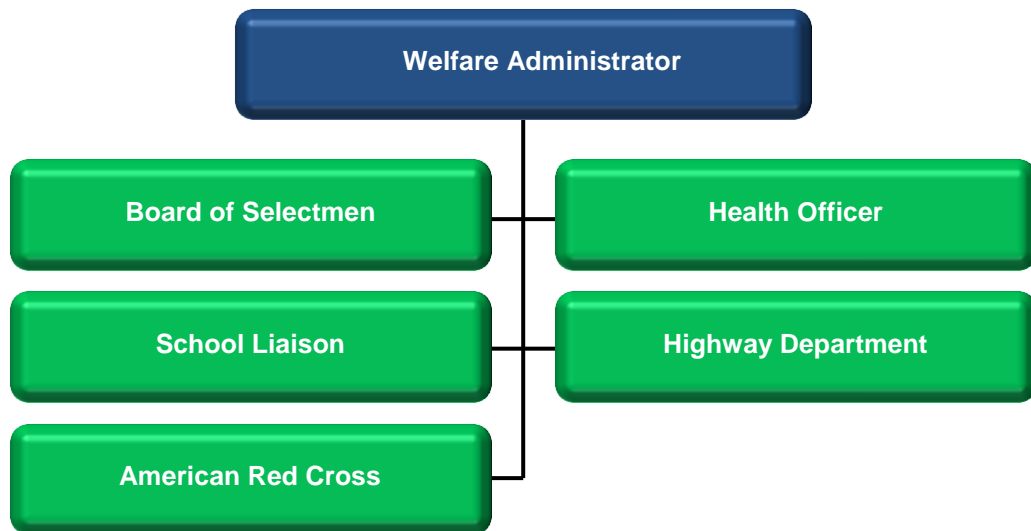 Welfare Administrator
Board of Selectmen
Health Officer
School Liaison
Highway Department
American Red Cross